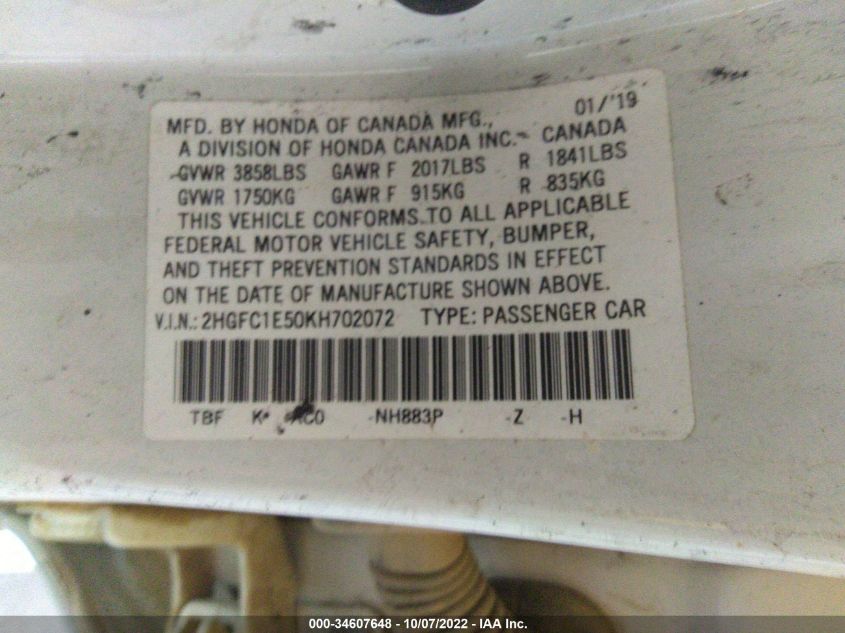 01/'19
MFD. BY HONDA OF CANADA MFG.,
A DIVISION OF HONDA CANADA INC.- CANADA
GVWR 3858LBS GAWR F 2017LBS R 1841LBS
GVWR 1750KG GAWR F 915KG R 835KG
THIS VEHICLE CONFORMS TO ALL APPLICABLE
FEDERAL MOTOR VEHICLE SAFETY, BUMPER,
AND THEFT PREVENTION STANDARDS IN EFFECT
ON THE DATE OF MANUFACTURE SHOWN ABOVE.
V.I.N.: 2HGFC1E50KH702072 TYPE: PASSENGER CAR
TBF K AC0 NH883P Z H
000-34607648 - 10/07/2022 - IAA Inc.